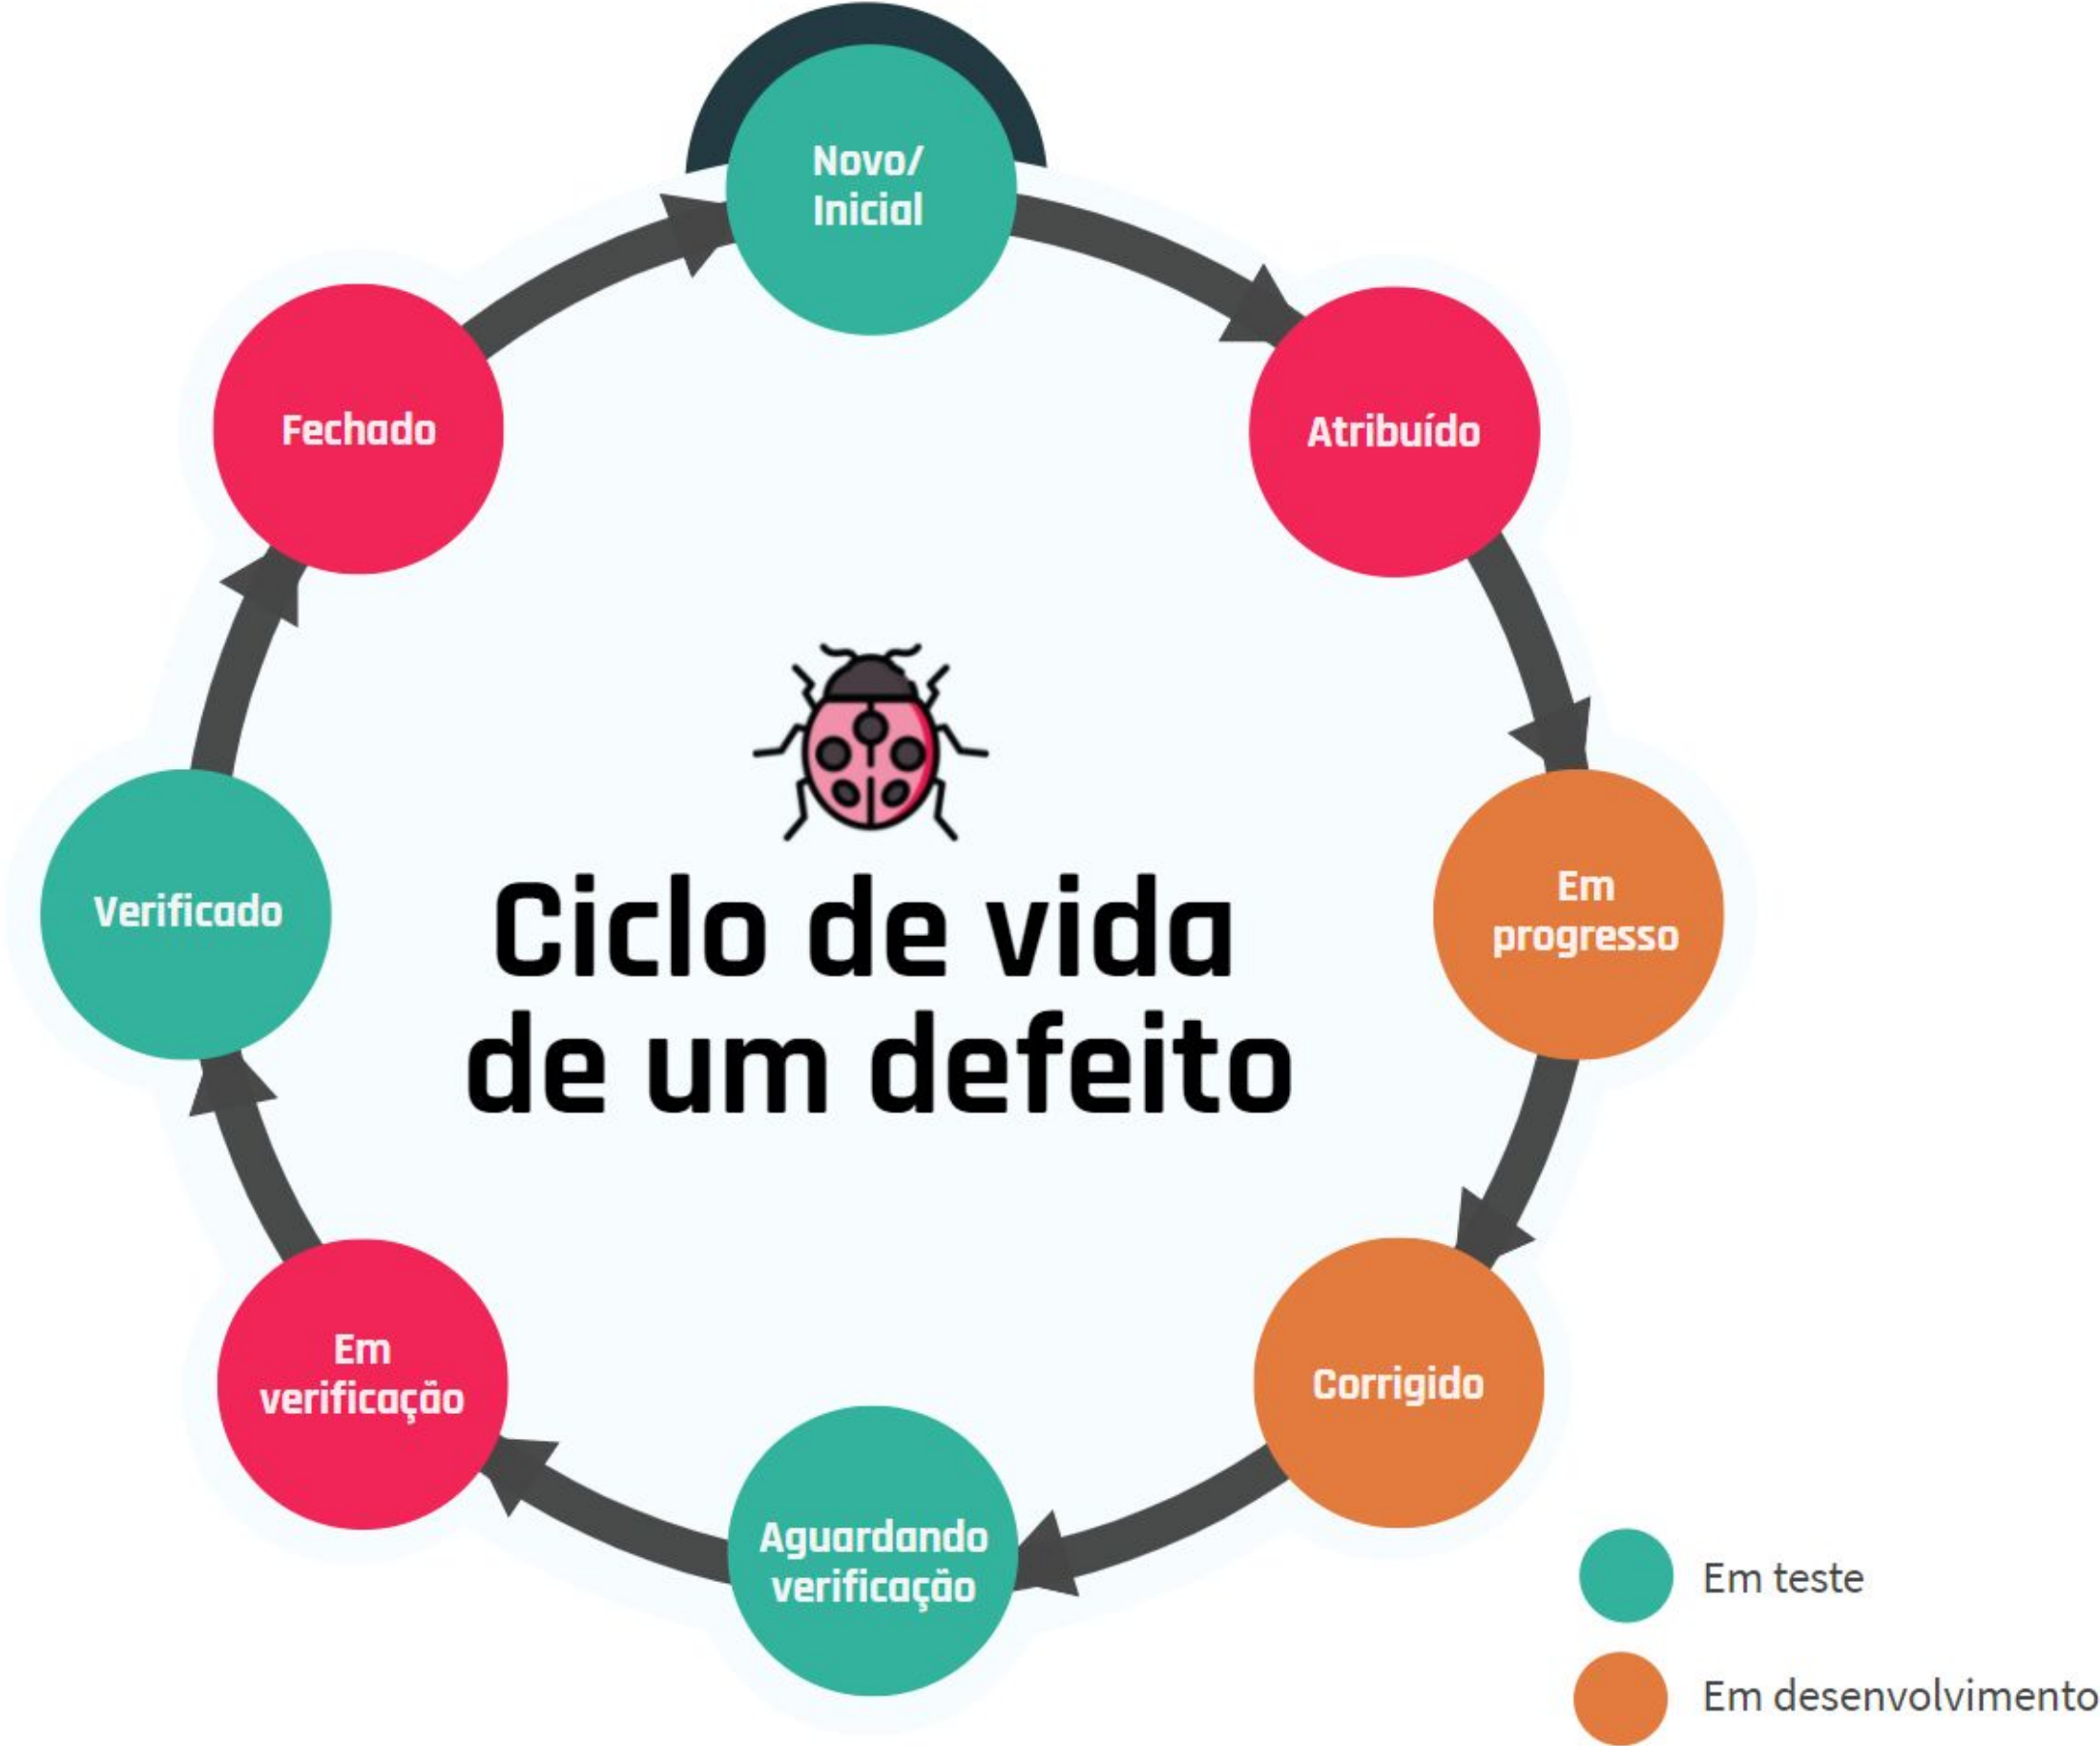 Novo/
Inicial
Atribuído
Em
progresso
Corrigido
Aguardando
verificação
Em
verificação
Verificado
Fechado
Ciclo de vida
de um defeito
Em teste
Em desenvolvimento